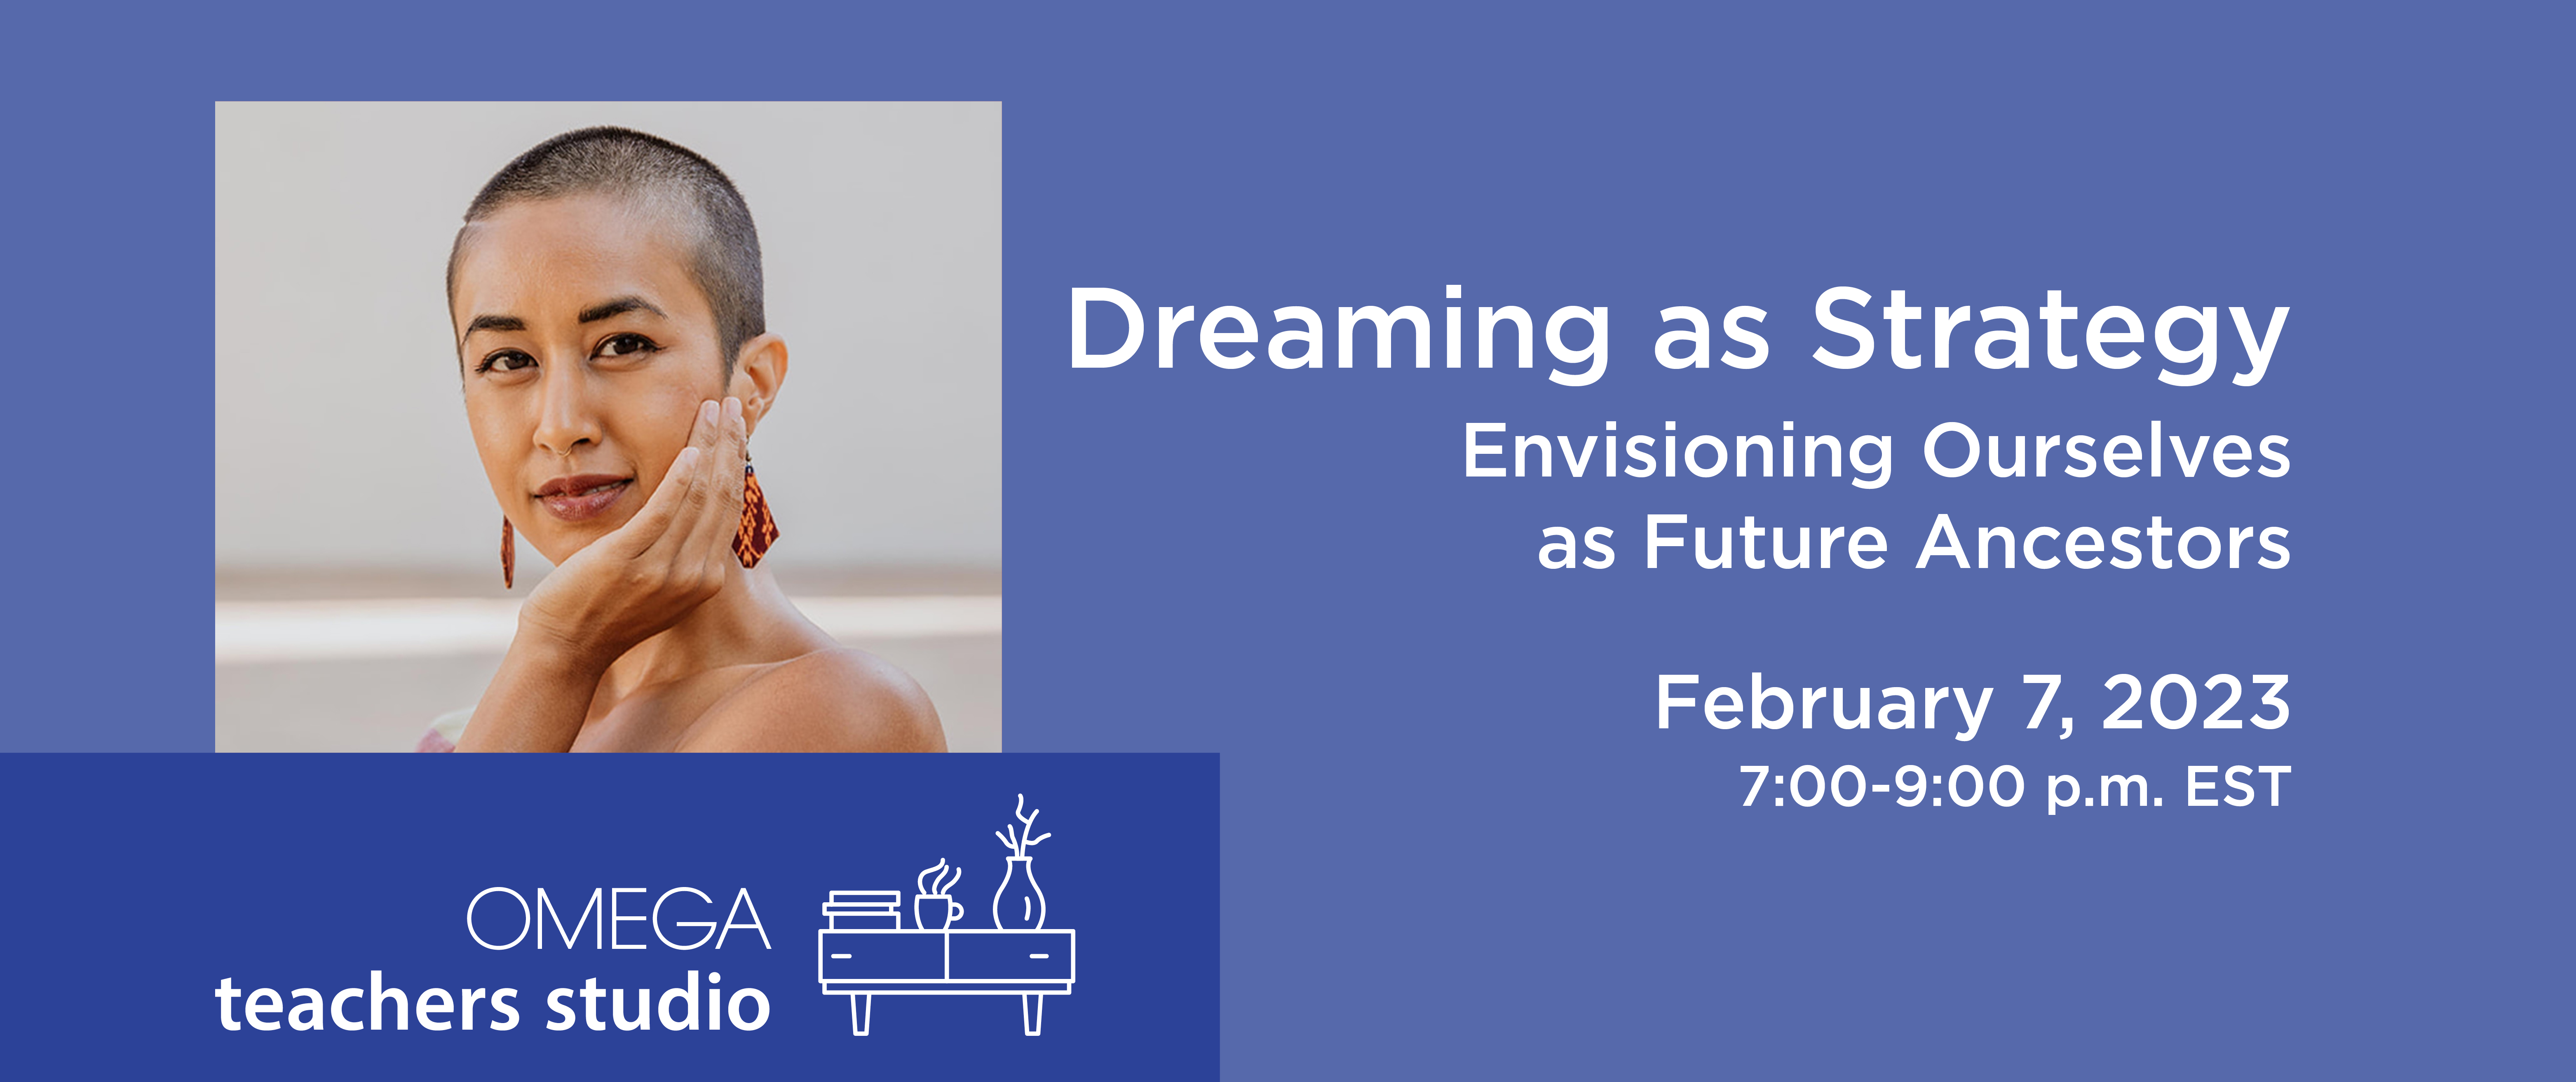 Dreaming as Strategy
Envisioning Ourselves
as Future Ancestors
February 7, 2023
7:00-9:00 p.m. EST
OMEGA
teachers studio